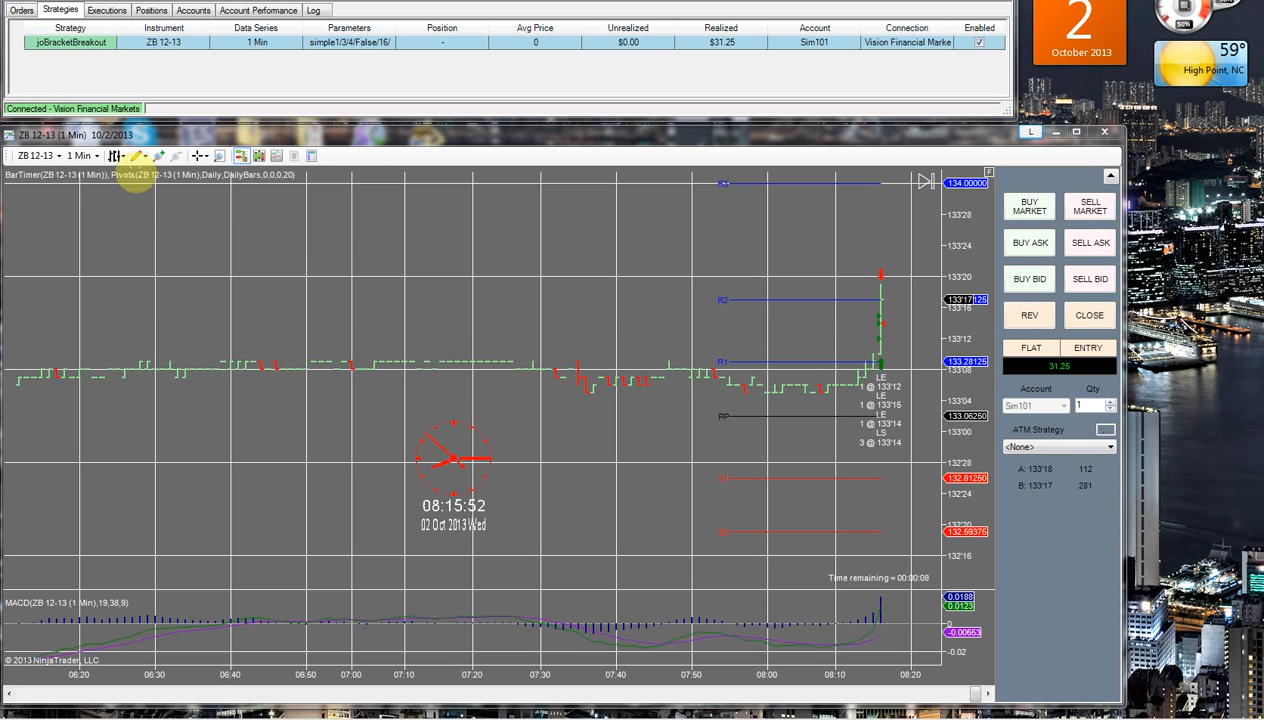 Orders Strategies Executions Positions Accounts Account Performance Log
Strategy Instrument Data Series Parameters Position Avg Price Unrealized Realized Account Connection Enabled
joBracketBreakout ZB 12-13 1 Min simple1/3/4/False/16/ - 0 $0.00 $31.25 Sim101 Vision Financial Marke
Connected - Vision Financial Markets
2
October 2013
50%
59°
High Point, NC
ZB 12-13 (1 Min) 10/2/2013
L
ZB 12-13 1 Min
BarTimer(ZB 12-13 (1 Min)), Pivots(ZB 12-13 (1 Min),Daily,DailyBars,0,0,0,20)
F
134.00000
133'28
133'24
133'20
R2
133'17
125
133'16
133'12
R1
133.28125
133'08
133'04
PP
133.06250
133'00
132'28
132.81250
132'24
132'20
132.59375
132'16
LE
1 @ 133'12
LE
1 @ 133'15
LE
1 @ 133'14
LS
3 @ 133'14
08:15:52
02 Oct 2013 Wed
Time remaining = 00:00:08
MACD(ZB 12-13 (1 Min),19,38,9)
0.0188
0.0123
0
-0.00653
-0.02
© 2013 NinjaTrader, LLC
06:20 06:30 06:40 06:50 07:00 07:10 07:20 07:30 07:40 07:50 08:00 08:10 08:20
BUY MARKET
SELL MARKET
BUY ASK SELL ASK
BUY BID SELL BID
REV CLOSE
FLAT ENTRY
31.25
Account Qty
Sim101 1
ATM Strategy ...
<None>
A: 133'18 112
B: 133'17 281